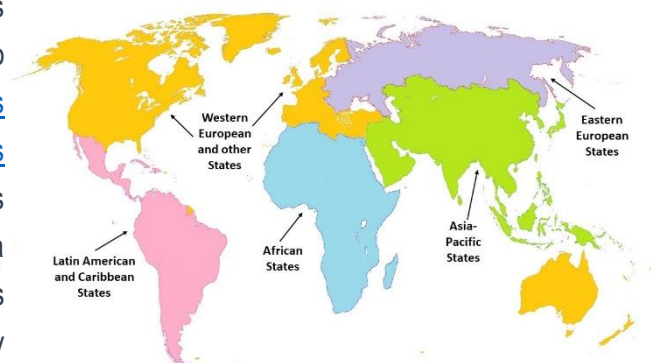 Western
European
and other
States
Eastern
European
States
Asia-
Pacific
States
African
States
Latin American
and Caribbean
States